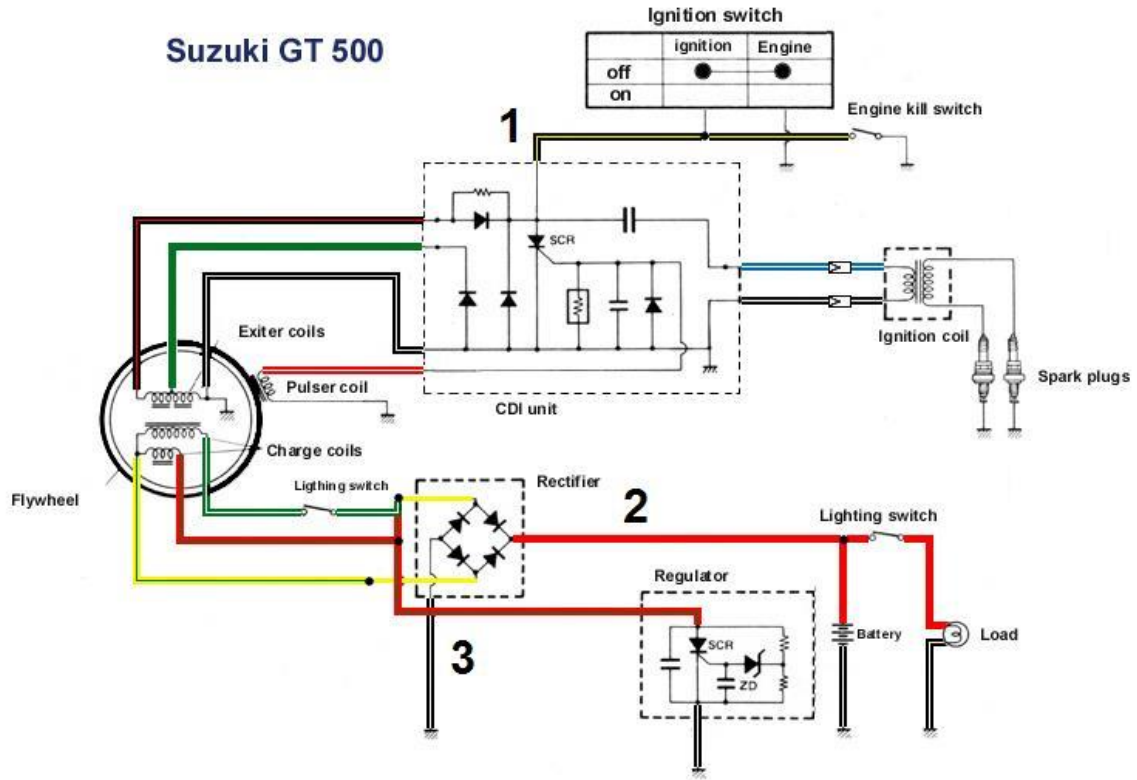 Suzuki GT 500
Ignition switch
ignition Engine
off
on
1
Engine kill switch
SCR
Exiter coils
Pulser coil
CDI unit
Ignition coil
Spark plugs
Charge coils
Flywheel
Ligthing switch
Rectifier
2
Lighting switch
Regulator
SCR
ZD
Battery
Load
3